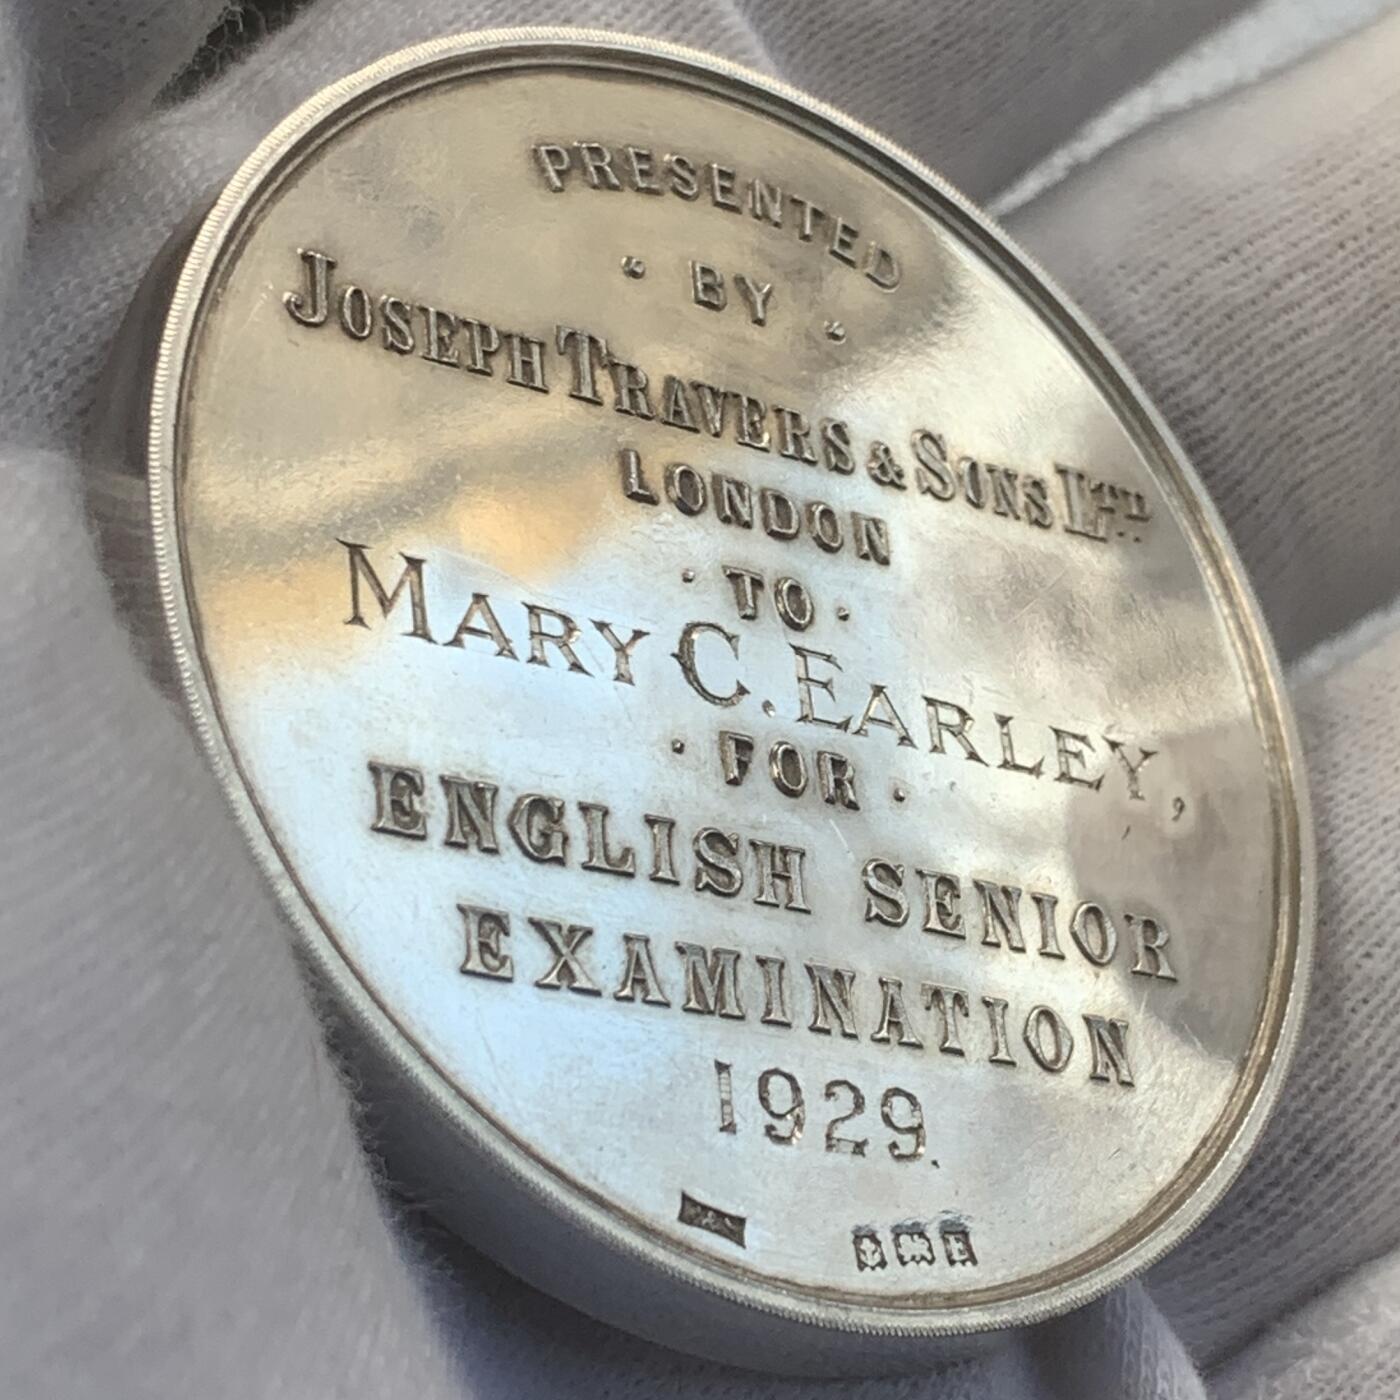 PRESENTED
· BY ·
JOSEPH TRAVERS & SONS LTD
LONDON
· TO ·
MARY C. EARLEY,
· FOR ·
ENGLISH SENIOR
EXAMINATION
1929.